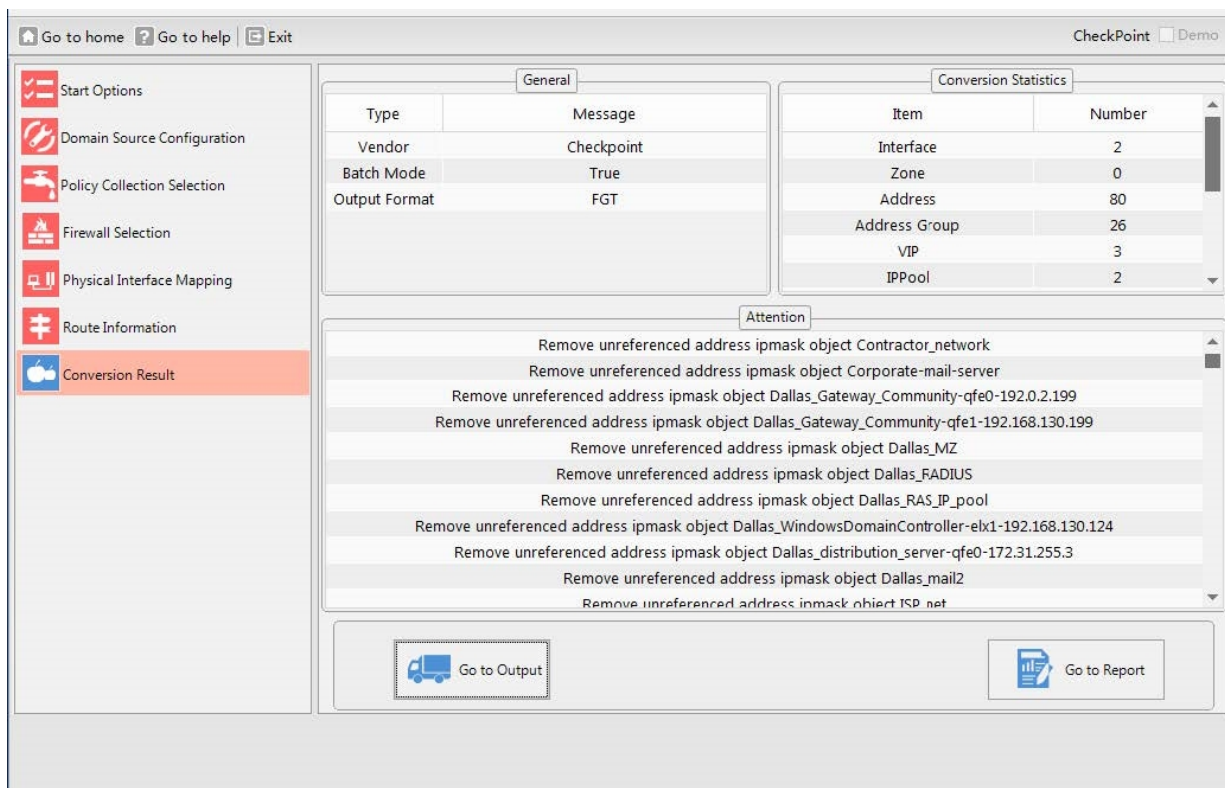 Go to home Go to help Exit CheckPoint Demo
Start Options
Domain Source Configuration
Policy Collection Selection
Firewall Selection
Physical Interface Mapping
Route Information
Conversion Result
General
Type Message
Vendor Checkpoint
Batch Mode True
Output Format FGT
Conversion Statistics
Item Number
Interface 2
Zone 0
Address 80
Address Group 26
VIP 3
IPPool 2
Attention
Remove unreferenced address ipmask object Contractor_network
Remove unreferenced address ipmask object Corporate-mail-server
Remove unreferenced address ipmask object Dallas_Gateway_Community-qfe0-192.0.2.199
Remove unreferenced address ipmask object Dallas_Gateway_Community-qfe1-192.168.130.199
Remove unreferenced address ipmask object Dallas_MZ
Remove unreferenced address ipmask object Dallas_RADIUS
Remove unreferenced address ipmask object Dallas_RAS_IP_pool
Remove unreferenced address ipmask object Dallas_WindowsDomainController-elx1-192.168.130.124
Remove unreferenced address ipmask object Dallas_distribution_server-qfe0-172.31.255.3
Remove unreferenced address ipmask object Dallas_mail2
Remove unreferenced address ipmask object ISP_net
Go to Output
Go to Report